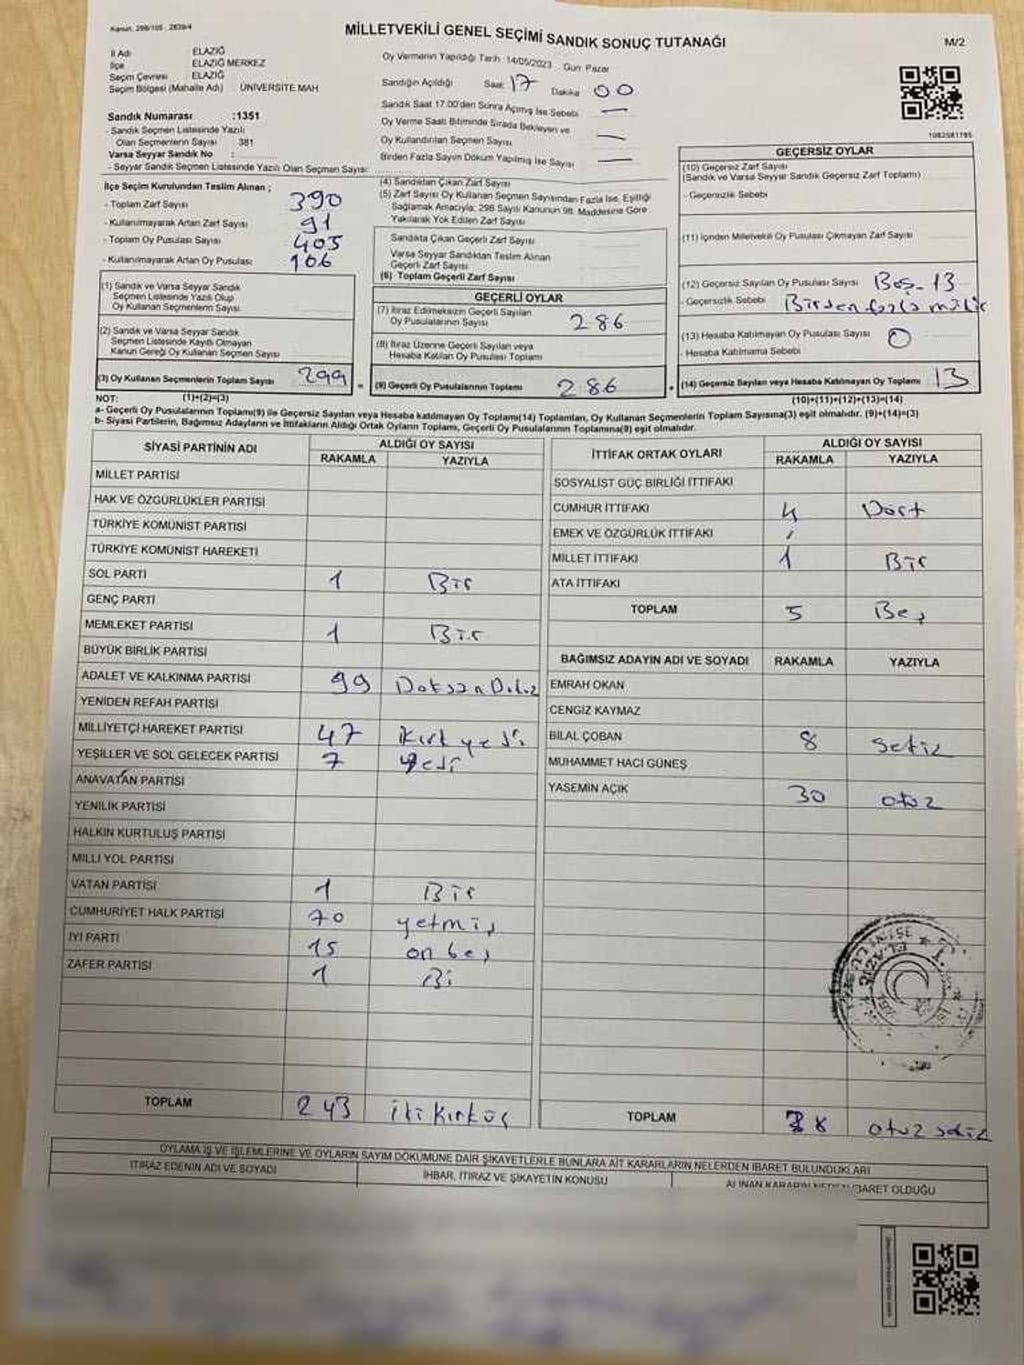 Kanun: 298/105 2839/4
MİLLETVEKİLİ GENEL SEÇİMİ SANDIK SONUÇ TUTANAĞI
M/2
İl Adı ELAZIĞ
İlçe ELAZIĞ MERKEZ
Seçim Çevresi ELAZIĞ
Seçim Bölgesi (Mahalle Adı) : ÜNİVERSİTE MAH
Sandık Numarası :1351
- Sandık Seçmen Listesinde Yazılı
Olan Seçmenlerin Sayısı : 381
Varsa Seyyar Sandık No :
- Seyyar Sandık Seçmen Listesinde Yazılı Olan Seçmen Sayısı:
Oy Vermenin Yapıldığı Tarih 14/05/2023 Gün: Pazar
Sandığın Açıldığı Saat: 17 Dakika 00
Sandık Saat 17.00'den Sonra Açılmış İse Sebebi —
Oy Verme Saati Bitiminde Sırada Bekleyen ve
Oy Kullandırılan Seçmen Sayısı —
Birden Fazla Sayım Döküm Yapılmış İse Sayısı —
1082581795
İlçe Seçim Kurulundan Teslim Alınan ;
- Toplam Zarf Sayısı 390
- Kullanılmayarak Artan Zarf Sayısı 91
- Toplam Oy Pusulası Sayısı 405
- Kullanılmayarak Artan Oy Pusulası 106
(1) Sandık ve Varsa Seyyar Sandık
Seçmen Listesinde Yazılı Olup
Oy Kullanan Seçmenlerin Sayısı
(2) Sandık ve Varsa Seyyar Sandık
Seçmen Listesinde Kayıtlı Olmayan
Kanun Gereği Oy Kullanan Seçmen Sayısı
(3) Oy Kullanan Seçmenlerin Toplam Sayısı 299
(4) Sandıktan Çıkan Zarf Sayısı
(5) Zarf Sayısı Oy Kullanan Seçmen Sayısından Fazla İse, Eşitliği
Sağlamak Amacıyla; 298 Sayılı Kanunun 98. Maddesine Göre
Yakılarak Yok Edilen Zarf Sayısı
Sandıkta Çıkan Geçerli Zarf Sayısı
Varsa Seyyar Sandıktan Teslim Alınan
Geçerli Zarf Sayısı
(6) Toplam Geçerli Zarf Sayısı
GEÇERLİ OYLAR
(7) İtiraz Edilmeksizin Geçerli Sayılan
Oy Pusulalarının Sayısı 286
(8) İtiraz Üzerine Geçerli Sayılan veya
Hesaba Katılan Oy Pusulası Toplamı
= (9) Geçerli Oy Pusulalarının Toplamı 286 +
GEÇERSİZ OYLAR
(10) Geçersiz Zarf Sayısı
(Sandık ve Varsa Seyyar Sandık Geçersiz Zarf Toplamı)
- Geçersizlik Sebebi
(11) İçinden Milletvekili Oy Pusulası Çıkmayan Zarf Sayısı
(12) Geçersiz Sayılan Oy Pusulası Sayısı Boş - 13
- Geçersizlik Sebebi Birden fazla mühür
(13) Hesaba Katılmayan Oy Pusulası Sayısı 0
- Hesaba Katılmama Sebebi
(14) Geçersiz Sayılan veya Hesaba Katılmayan Oy Toplamı 13
NOT: (1)+(2)=(3) (10)+(11)+(12)+(13)=(14)
a- Geçerli Oy Pusulalarının Toplamı(9) ile Geçersiz Sayılan veya Hesaba katılmayan Oy Toplamı(14) Toplamları, Oy Kullanan Seçmenlerin Toplam Sayısına(3) eşit olmalıdır. (9)+(14)=(3)
b- Siyasi Partilerin, Bağımsız Adayların ve İttifakların Aldığı Ortak Oyların Toplamı, Geçerli Oy Pusulalarının Toplamına(9) eşit olmalıdır.
SİYASİ PARTİNİN ADI ALDIĞI OY SAYISI
RAKAMLA YAZIYLA
MİLLET PARTİSİ
HAK VE ÖZGÜRLÜKLER PARTİSİ
TÜRKİYE KOMÜNİST PARTİSİ
TÜRKİYE KOMÜNİST HAREKETİ
SOL PARTİ 1 Bir
GENÇ PARTİ
MEMLEKET PARTİSİ 1 Bir
BÜYÜK BİRLİK PARTİSİ
ADALET VE KALKINMA PARTİSİ 99 Doksan Dokuz
YENİDEN REFAH PARTİSİ
MİLLİYETÇİ HAREKET PARTİSİ 47 kırk yedi
YEŞİLLER VE SOL GELECEK PARTİSİ 7 yedi
ANAVATAN PARTİSİ
YENİLİK PARTİSİ
HALKIN KURTULUŞ PARTİSİ
MİLLİ YOL PARTİSİ
VATAN PARTİSİ 1 Bir
CUMHURİYET HALK PARTİSİ 70 yetmiş
İYİ PARTİ 15 on beş
ZAFER PARTİSİ 1 Bi
TOPLAM 243 iki kırk üç
İTTİFAK ORTAK OYLARI ALDIĞI OY SAYISI
RAKAMLA YAZIYLA
SOSYALİST GÜÇ BİRLİĞİ İTTİFAKI
CUMHUR İTTİFAKI 4 Dört
EMEK VE ÖZGÜRLÜK İTTİFAKI
MİLLET İTTİFAKI 1 Bir
ATA İTTİFAKI
TOPLAM 5 Beş
BAĞIMSIZ ADAYIN ADI VE SOYADI RAKAMLA YAZIYLA
EMRAH OKAN
CENGİZ KAYMAZ
BİLAL ÇOBAN 8 sekiz
MUHAMMET HACI GÜNEŞ
YASEMİN AÇIK 30 otuz
TOPLAM 38 otuz sekiz
OYLAMA İŞ VE İŞLEMLERİNE VE OYLARIN SAYIM DÖKÜMÜNE DAİR ŞİKAYETLERLE BUNLARA AİT KARARLARIN NELERDEN İBARET BULUNDUKLARI
İTİRAZ EDENİN ADI VE SOYADI
İHBAR, İTİRAZ VE ŞİKAYETİN KONUSU
ALINAN KARARIN NEDEN İBARET OLDUĞU